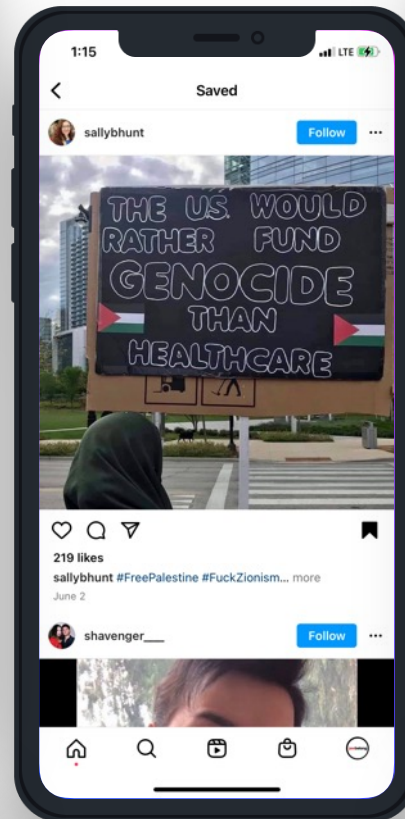 1:15
LTE
Saved
sallybhunt
Follow
THE U.S. WOULD
RATHER FUND
GENOCIDE
THAN
HEALTHCARE
219 likes
sallybhunt #FreePalestine #FuckZionism... more
June 2
shavenger___
Follow